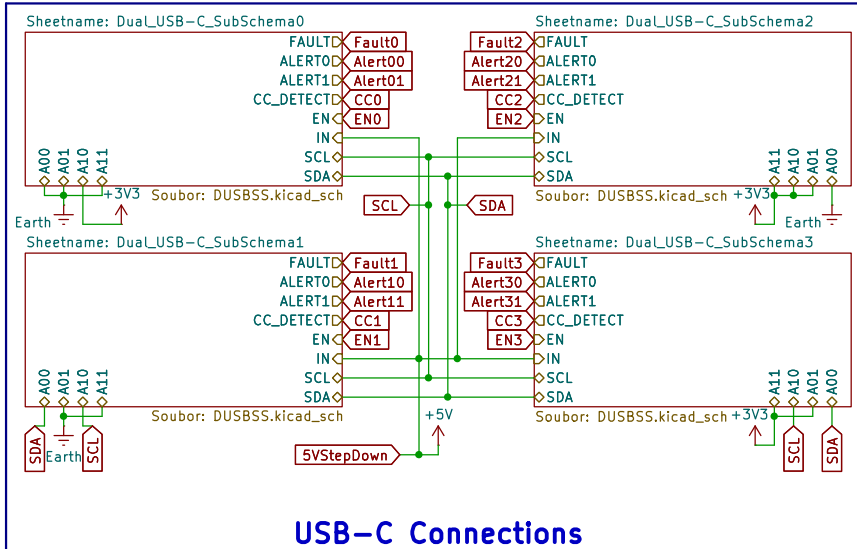 Sheetname: Dual_USB-C_SubSchema0
FAULT Fault0
ALERT0 Alert00
ALERT1 Alert01
CC_DETECT CC0
EN EN0
IN
SCL
SDA
A00 A01 A10 A11
+3V3
Earth
Soubor: DUSBSS.kicad_sch
Sheetname: Dual_USB-C_SubSchema2
Fault2 FAULT
Alert20 ALERT0
Alert21 ALERT1
CC2 CC_DETECT
EN2 EN
IN
SCL
SDA
A11 A10 A01 A00
Soubor: DUSBSS.kicad_sch
+3V3
Earth
SCL SDA
Sheetname: Dual_USB-C_SubSchema1
FAULT Fault1
ALERT0 Alert10
ALERT1 Alert11
CC_DETECT CC1
EN EN1
IN
SCL
SDA
A00 A01 A10 A11
Soubor: DUSBSS.kicad_sch
SDA Earth SCL
Sheetname: Dual_USB-C_SubSchema3
Fault3 FAULT
Alert30 ALERT0
Alert31 ALERT1
CC3 CC_DETECT
EN3 EN
IN
SCL
SDA
A11 A10 A01 A00
Soubor: DUSBSS.kicad_sch
+3V3
SCL SDA
+5V
5VStepDown
USB-C Connections